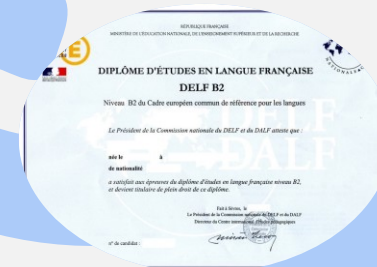 RÉPUBLIQUE FRANÇAISE
MINISTÈRE DE L'ÉDUCATION NATIONALE, DE L'ENSEIGNEMENT SUPÉRIEUR ET DE LA RECHERCHE
DIPLÔME D'ÉTUDES EN LANGUE FRANÇAISE
DELF B2
Niveau B2 du Cadre européen commun de référence pour les langues
Le Président de la Commission nationale du DELF et du DALF atteste que :
née le à
de nationalité
a satisfait aux épreuves du diplôme d'études en langue française niveau B2,
et devient titulaire de plein droit de ce diplôme.
Fait à Sèvres, le
Le Président de la Commission nationale du DELF et du DALF
Directeur du Centre international d'études pédagogiques
n° de candidat :
DELF
DALF